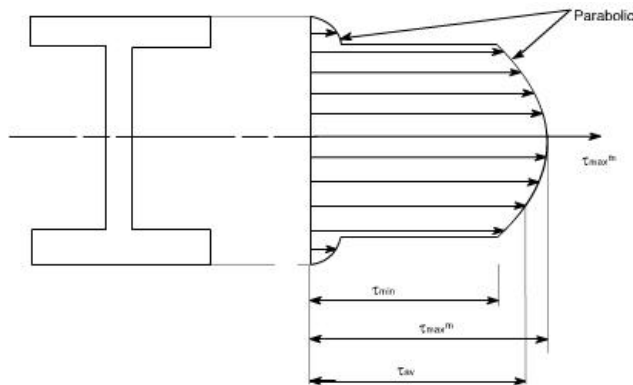 Parabolic
τmaxᵐ
τmin
τmaxᵐ
τav